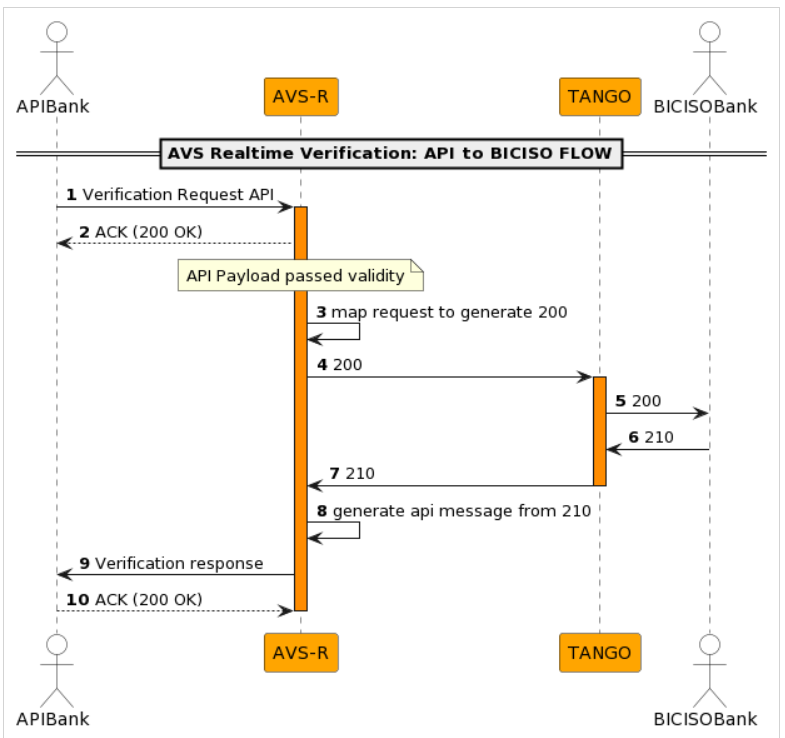 APIBank
AVS-R
TANGO
BICISOBank
AVS Realtime Verification: API to BICISO FLOW
1 Verification Request API
2 ACK (200 OK)
API Payload passed validity
3 map request to generate 200
4 200
5 200
6 210
7 210
8 generate api message from 210
9 Verification response
10 ACK (200 OK)
AVS-R
TANGO
APIBank
BICISOBank